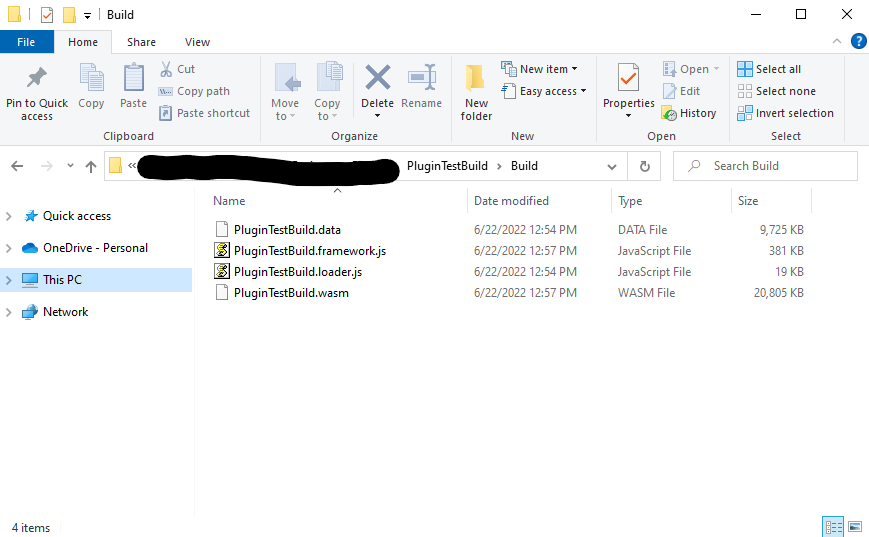 Build
File Home Share View
Pin to Quick access
Copy
Paste
Cut
Copy path
Paste shortcut
Clipboard
Move to
Copy to
Delete
Rename
Organize
New folder
New item
Easy access
New
Properties
Open
Edit
History
Open
Select all
Select none
Invert selection
Select
« PluginTestBuild > Build
Search Build
Quick access
OneDrive - Personal
This PC
Network
Name Date modified Type Size
PluginTestBuild.data 6/22/2022 12:54 PM DATA File 9,725 KB
PluginTestBuild.framework.js 6/22/2022 12:57 PM JavaScript File 381 KB
PluginTestBuild.loader.js 6/22/2022 12:54 PM JavaScript File 19 KB
PluginTestBuild.wasm 6/22/2022 12:57 PM WASM File 20,805 KB
4 items